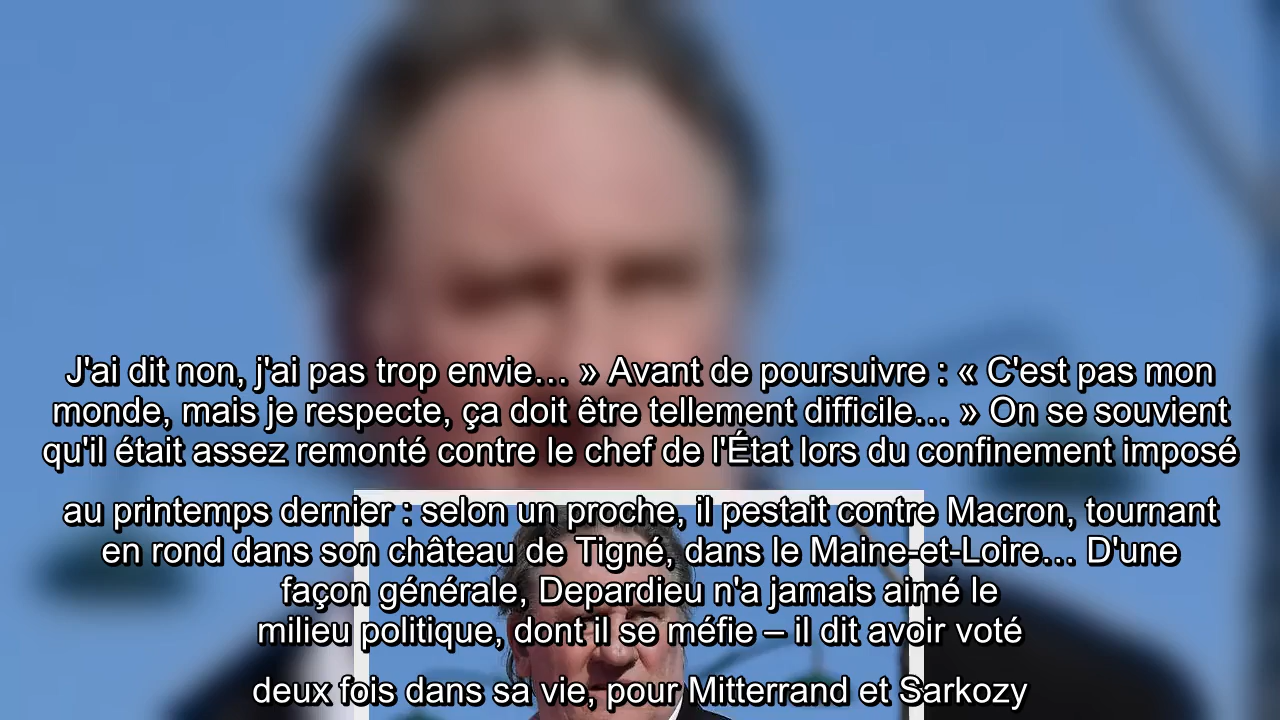 J'ai dit non, j'ai pas trop envie… » Avant de poursuivre : « C'est pas mon
monde, mais je respecte, ça doit être tellement difficile… » On se souvient
qu'il était assez remonté contre le chef de l'État lors du confinement imposé
au printemps dernier : selon un proche, il pestait contre Macron, tournant
en rond dans son château de Tigné, dans le Maine-et-Loire… D'une
façon générale, Depardieu n'a jamais aimé le
milieu politique, dont il se méfie – il dit avoir voté
deux fois dans sa vie, pour Mitterrand et Sarkozy